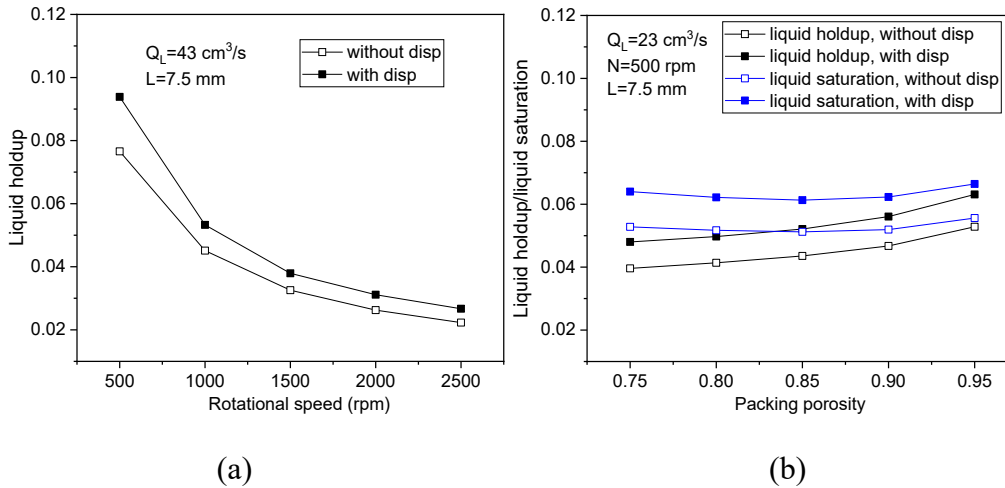 Q_L=43 cm³/s
L=7.5 mm
without disp
with disp
0.12
0.10
0.08
0.06
0.04
0.02
Liquid holdup
500 1000 1500 2000 2500
Rotational speed (rpm)
(a)
Q_L=23 cm³/s
N=500 rpm
L=7.5 mm
liquid holdup, without disp
liquid holdup, with disp
liquid saturation, without disp
liquid saturation, with disp
0.12
0.10
0.08
0.06
0.04
0.02
Liquid holdup/liquid saturation
0.75 0.80 0.85 0.90 0.95
Packing porosity
(b)